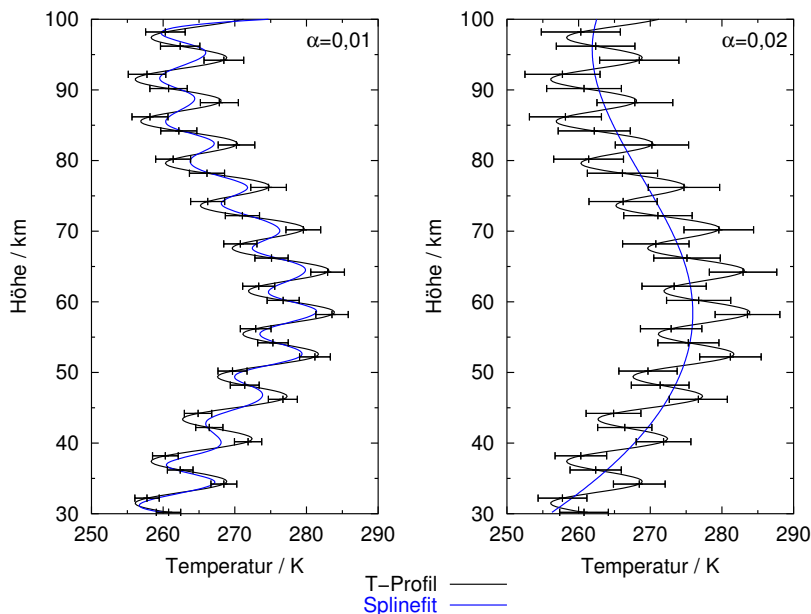 α=0,01
100
90
80
70
60
50
40
30
Höhe / km
250 260 270 280 290
Temperatur / K
α=0,02
100
90
80
70
60
50
40
30
Höhe / km
250 260 270 280 290
Temperatur / K
T−Profil
Splinefit